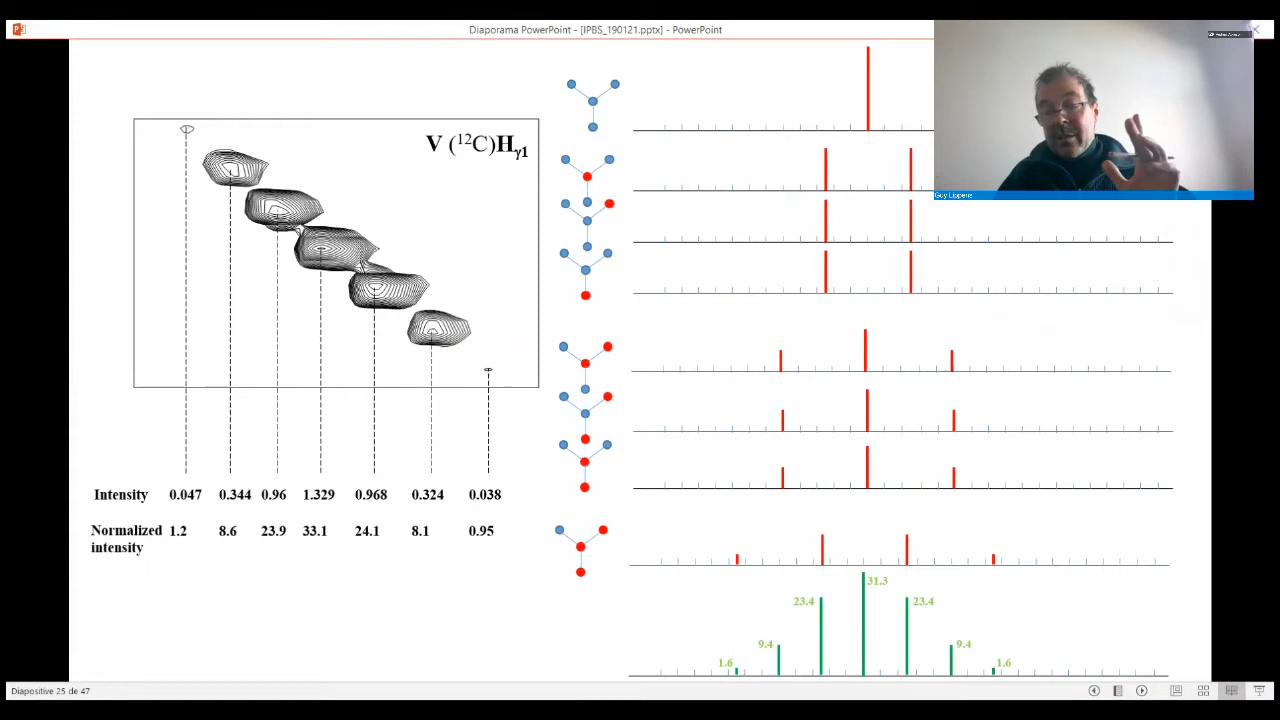 Diaporama PowerPoint - [IPBS_190121.pptx] - PowerPoint
Guy Lippens
V (¹²C)Hγ1
Intensity 0.047 0.344 0.96 1.329 0.968 0.324 0.038
Normalized intensity 1.2 8.6 23.9 33.1 24.1 8.1 0.95
31.3
23.4 23.4
9.4 9.4
1.6 1.6
Diapositive 25 de 47